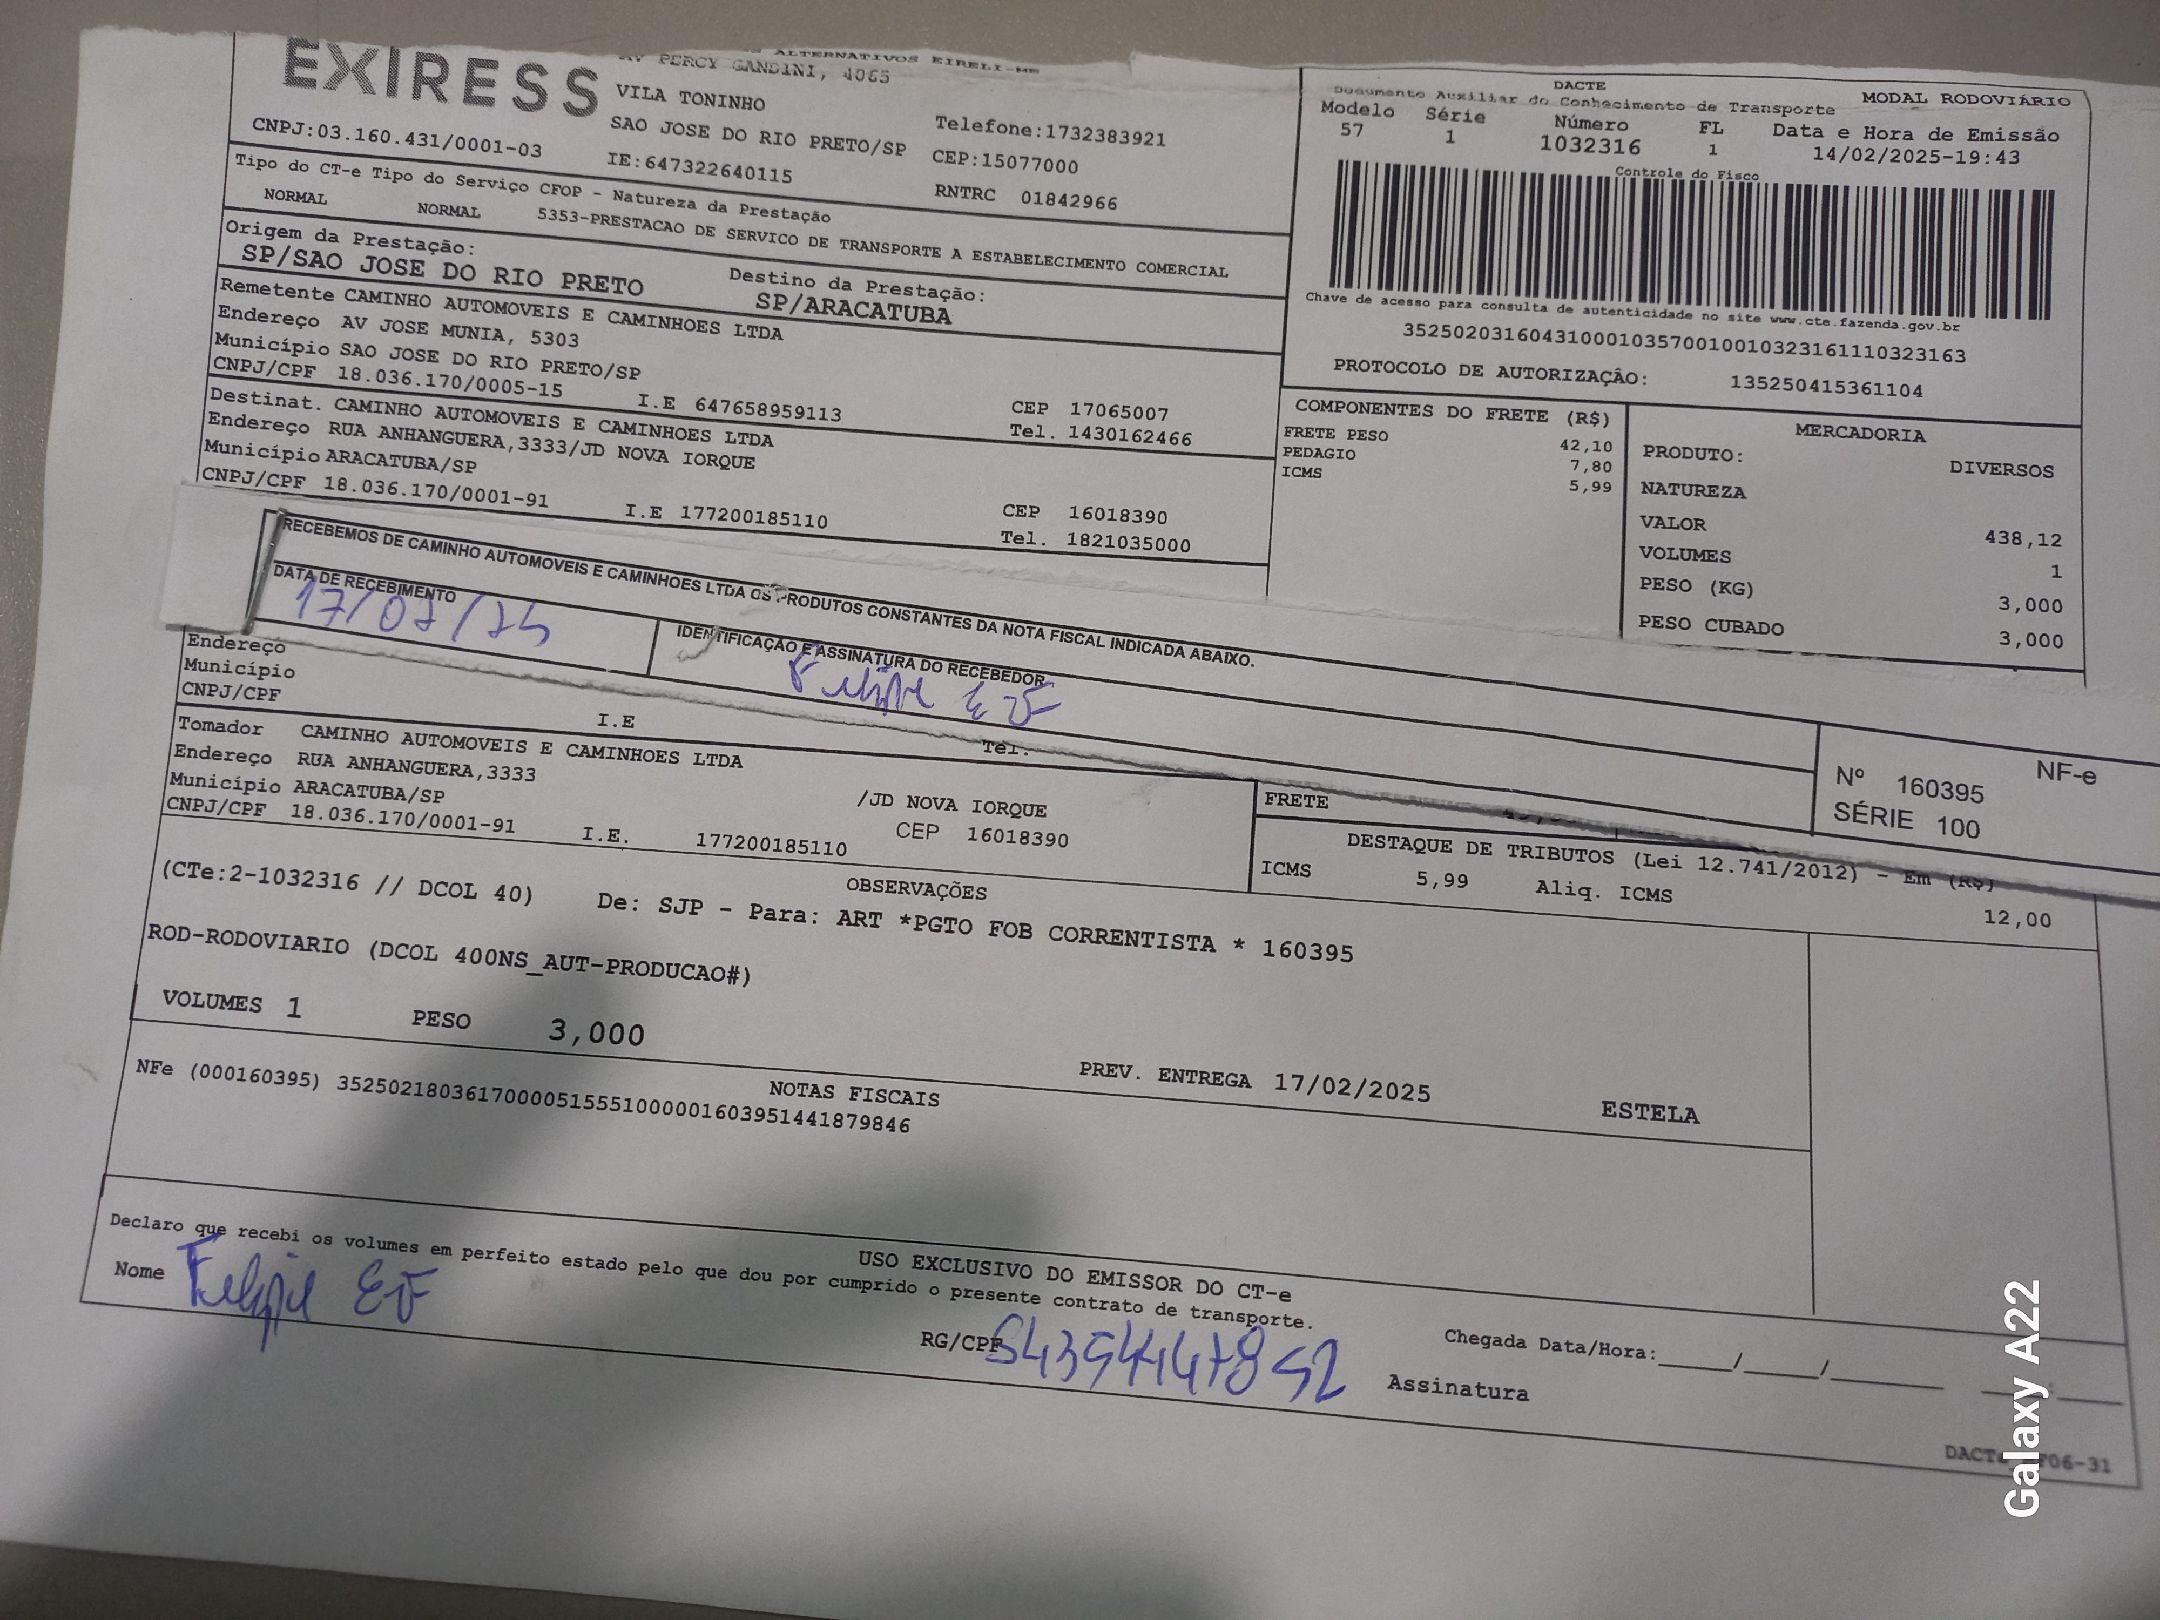 EXIRESS
ALTERNATIVOS EIRELI-ME
AV PERCY GANDINI, 4065
VILA TONINHO
SAO JOSE DO RIO PRETO/SP
Telefone:1732383921
CNPJ:03.160.431/0001-03
IE:647322640115
CEP:15077000
RNTRC 01842966
DACTE
Documento Auxiliar do Conhecimento de Transporte
MODAL RODOVIÁRIO
Modelo Série Número FL Data e Hora de Emissão
57 1 1032316 1 14/02/2025-19:43
Controle do Fisco
Chave de acesso para consulta de autenticidade no site www.cte.fazenda.gov.br
35250203160431000103570010010323161110323163
PROTOCOLO DE AUTORIZAÇÃO: 135250415361104
Tipo do CT-e Tipo do Serviço CFOP - Natureza da Prestação
NORMAL NORMAL 5353-PRESTACAO DE SERVICO DE TRANSPORTE A ESTABELECIMENTO COMERCIAL
Origem da Prestação:
SP/SAO JOSE DO RIO PRETO
Destino da Prestação:
SP/ARACATUBA
Remetente CAMINHO AUTOMOVEIS E CAMINHOES LTDA
Endereço AV JOSE MUNIA, 5303
Município SAO JOSE DO RIO PRETO/SP
CEP 17065007
CNPJ/CPF 18.036.170/0005-15 I.E 647658959113 Tel. 1430162466
Destinat. CAMINHO AUTOMOVEIS E CAMINHOES LTDA
Endereço RUA ANHANGUERA,3333/JD NOVA IORQUE
Município ARACATUBA/SP
CEP 16018390
CNPJ/CPF 18.036.170/0001-91 I.E 177200185110 Tel. 1821035000
COMPONENTES DO FRETE (R$)
FRETE PESO 42,10
PEDAGIO 7,80
ICMS 5,99
MERCADORIA
PRODUTO: DIVERSOS
NATUREZA
VALOR 438,12
VOLUMES 1
PESO (KG) 3,000
PESO CUBADO 3,000
RECEBEMOS DE CAMINHO AUTOMOVEIS E CAMINHOES LTDA OS PRODUTOS CONSTANTES DA NOTA FISCAL INDICADA ABAIXO.
DATA DE RECEBIMENTO
17/02/25
IDENTIFICAÇÃO E ASSINATURA DO RECEBEDOR
Felipe
NF-e
Nº 160395
SÉRIE 100
Endereço
Município
CNPJ/CPF I.E Tel.
Tomador CAMINHO AUTOMOVEIS E CAMINHOES LTDA
Endereço RUA ANHANGUERA,3333 /JD NOVA IORQUE
Município ARACATUBA/SP CEP 16018390
CNPJ/CPF 18.036.170/0001-91 I.E. 177200185110
FRETE
DESTAQUE DE TRIBUTOS (Lei 12.741/2012) - Em (R$)
ICMS 5,99 Aliq. ICMS 12,00
OBSERVAÇÕES
(CTe:2-1032316 // DCOL 40) De: SJP - Para: ART *PGTO FOB CORRENTISTA * 160395
ROD-RODOVIARIO (DCOL 400NS_AUT-PRODUCAO#)
VOLUMES 1 PESO 3,000
PREV. ENTREGA 17/02/2025 ESTELA
NOTAS FISCAIS
NFe (000160395) 35250218036170000515551000001603951441879846
USO EXCLUSIVO DO EMISSOR DO CT-e
Declaro que recebi os volumes em perfeito estado pelo que dou por cumprido o presente contrato de transporte.
Nome Felipe
RG/CPF
Chegada Data/Hora:_____/_____/_______
Assinatura
Galaxy A22